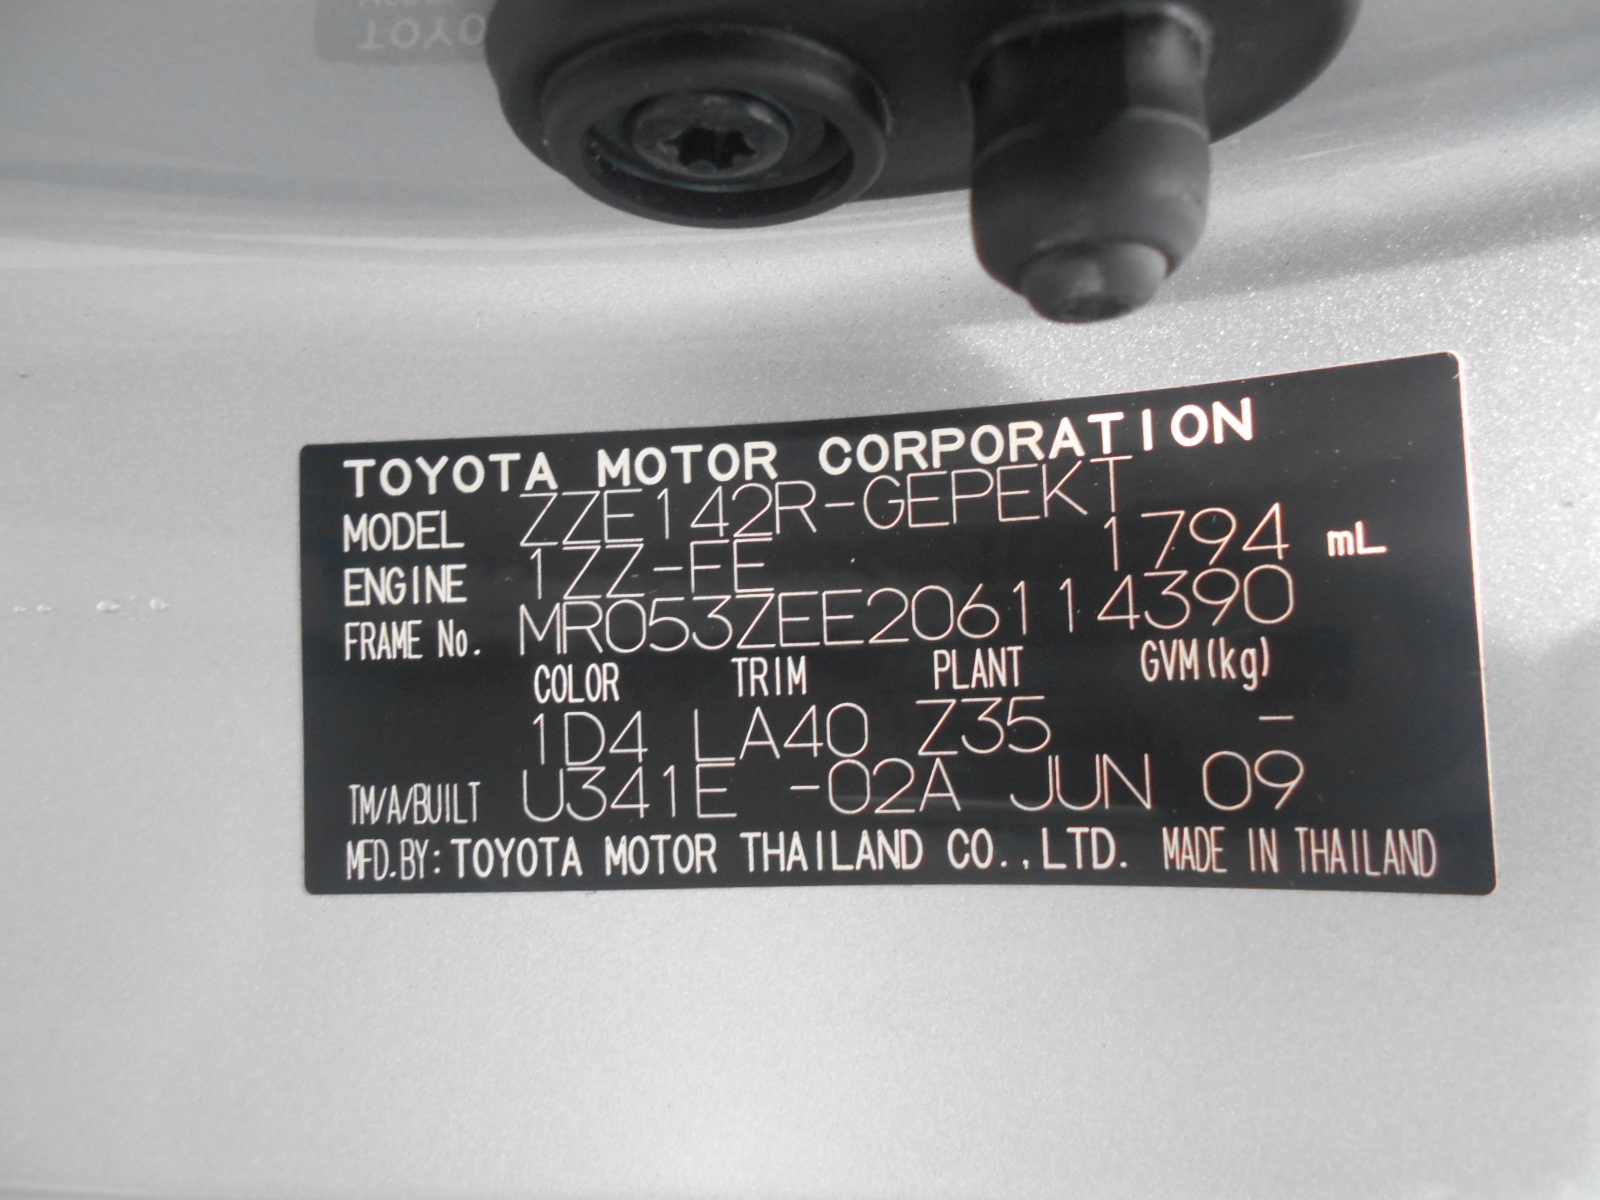 TOYOTA MOTOR CORPORATION
MODEL ZZE142R-GEPEKT
ENGINE 1ZZ-FE 1794 mL
FRAME No. MR053ZEE206114390
COLOR TRIM PLANT GVM(kg)
1D4 LA40 Z35 -
TM/A/BUILT U341E -02A JUN 09
MFD.BY:TOYOTA MOTOR THAILAND CO.,LTD. MADE IN THAILAND